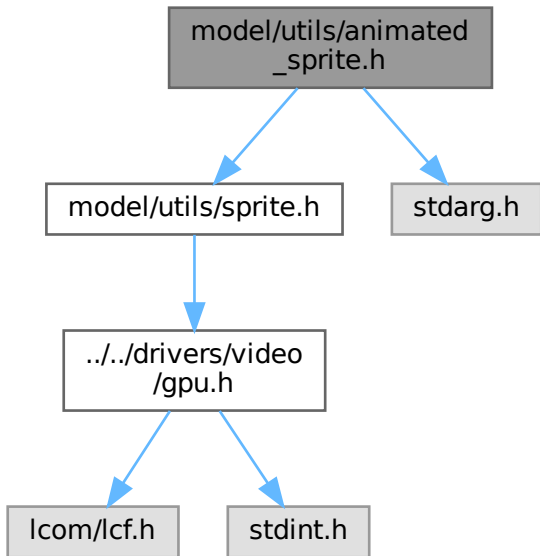 model/utils/animated
_sprite.h
model/utils/sprite.h
stdarg.h
../../drivers/video
/gpu.h
lcom/lcf.h
stdint.h